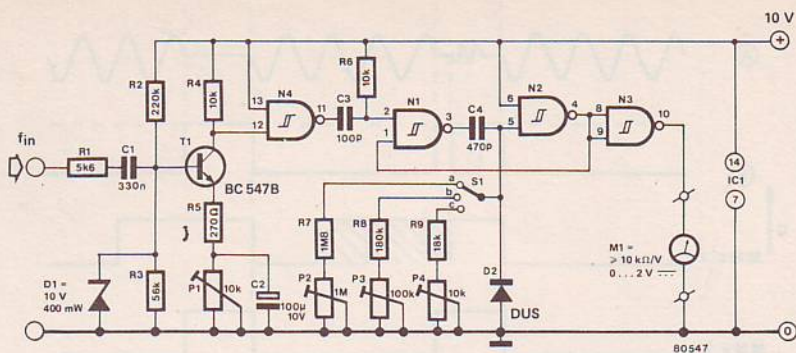 10 V
+
R2
220k
R4
10k
N4
13
12
11
C3
100p
R6
10k
N1
2
1
3
C4
470p
N2
6
5
4
N3
8
9
10
fin
R1
5k6
C1
330n
T1
BC 547B
R5
270Ω
S1
a
b
c
R7
1M8
R8
180k
R9
18k
14
IC1
7
D1 =
10 V
400 mW
R3
56k
P1
10k
C2
100µ
10V
P2
1M
P3
100k
P4
10k
D2
DUS
M1 =
⩾ 10 kΩ/V
0 ... 2 V
80547
0